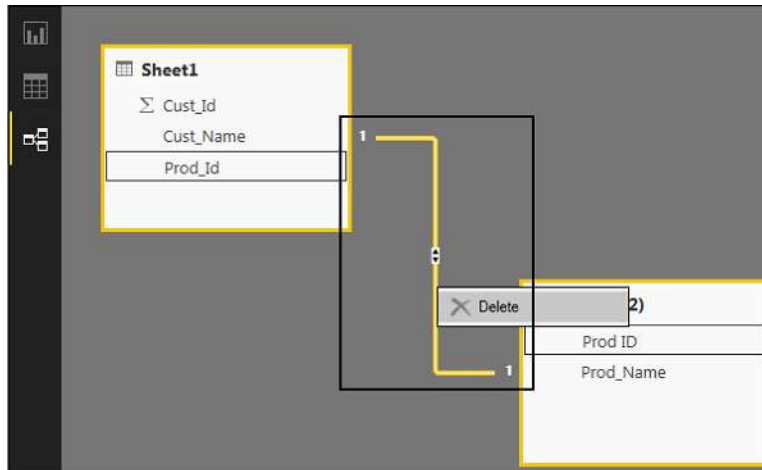 Sheet1
Σ Cust_Id
Cust_Name
1
Prod_Id
Delete
2)
Prod ID
1
Prod_Name